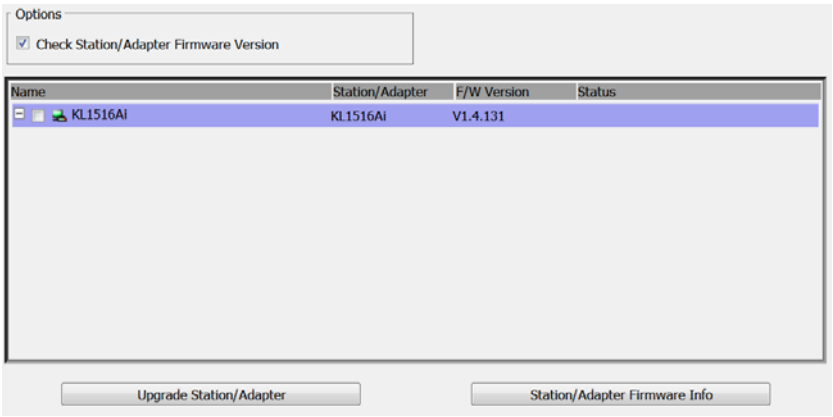 Options
Check Station/Adapter Firmware Version
Name Station/Adapter F/W Version Status
KL1516Ai KL1516Ai V1.4.131
Upgrade Station/Adapter Station/Adapter Firmware Info